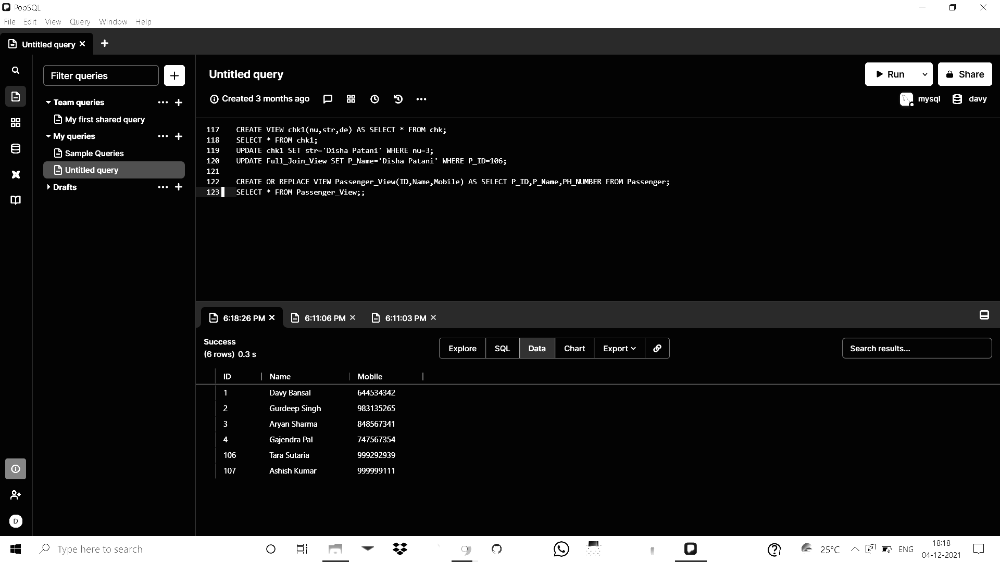 PopSQL
File Edit View Query Window Help
Untitled query
Filter queries
Team queries
My first shared query
My queries
Sample Queries
Untitled query
Drafts
D
Untitled query
Run
Share
Created 3 months ago
mysql
davy
117 CREATE VIEW chk1(nu,str,de) AS SELECT * FROM chk;
118 SELECT * FROM chk1;
119 UPDATE chk1 SET str='Disha Patani' WHERE nu=3;
120 UPDATE Full_Join_View SET P_Name='Disha Patani' WHERE P_ID=106;
121
122 CREATE OR REPLACE VIEW Passenger_View(ID,Name,Mobile) AS SELECT P_ID,P_Name,PH_NUMBER FROM Passenger;
123 SELECT * FROM Passenger_View;;
6:18:26 PM 6:11:06 PM 6:11:03 PM
Success
(6 rows) 0.3 s
Explore SQL Data Chart Export
Search results...
ID Name Mobile
1 Davy Bansal 644534342
2 Gurdeep Singh 983135265
3 Aryan Sharma 848567341
4 Gajendra Pal 747567354
106 Tara Sutaria 999292939
107 Ashish Kumar 999999111
Type here to search
25°C
ENG
18:18
04-12-2021